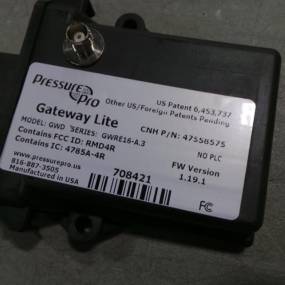 Pressure Pro
US Patent 6,453,737
Other US/Foreign Patents Pending
Gateway Lite
MODEL: GWD SERIES: GWRE16-A.3
CNH P/N: 47558575
Contains FCC ID: RMD4R
NO PLC
Contains IC: 4785A-4R
FW Version
1.19.1
www.pressurepro.us
816-887-3505
Manufactured in USA
708421
FC